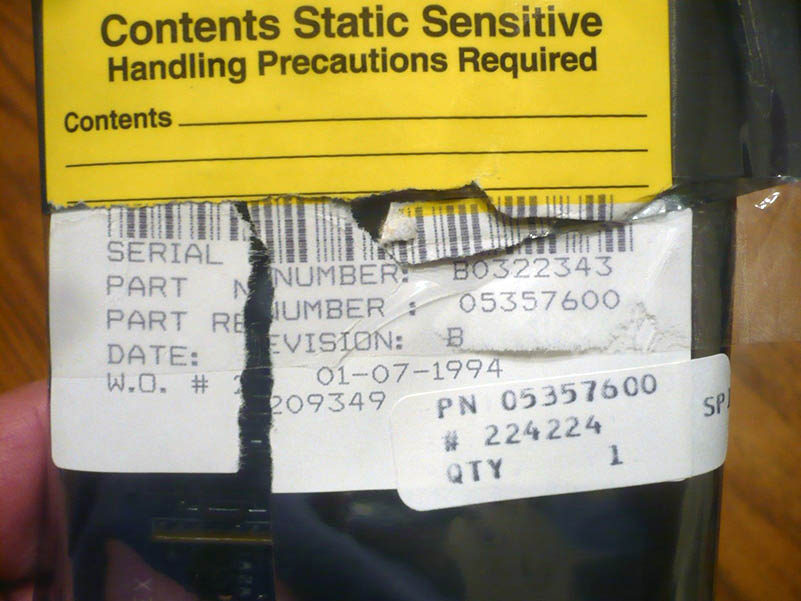 Contents Static Sensitive
Handling Precautions Required
Contents
SERIAL NUMBER: B0322343
PART NUMBER : 05357600
PART REVISION: B
DATE: 01-07-1994
W.O. # 209349
PN 05357600
# 224224
QTY 1